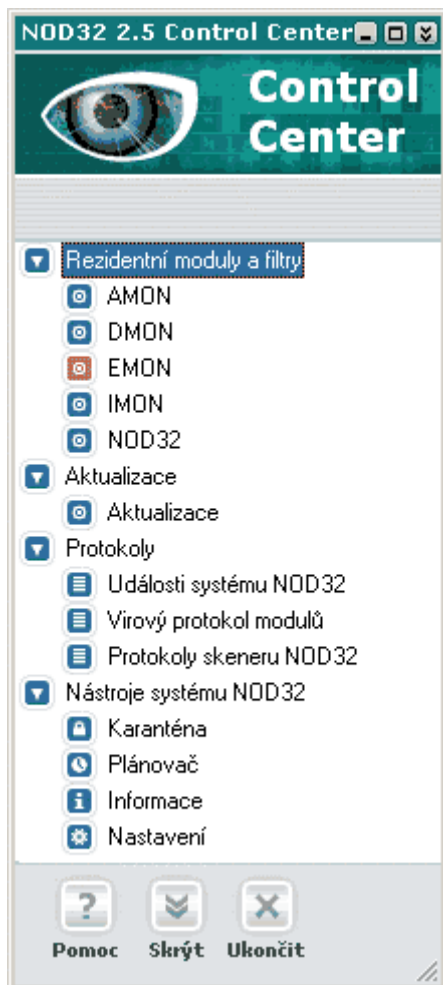 NOD32 2.5 Control Center
Control
Center
Rezidentní moduly a filtry
AMON
DMON
EMON
IMON
NOD32
Aktualizace
Aktualizace
Protokoly
Události systému NOD32
Virový protokol modulů
Protokoly skeneru NOD32
Nástroje systému NOD32
Karanténa
Plánovač
Informace
Nastavení
Pomoc Skrýt Ukončit